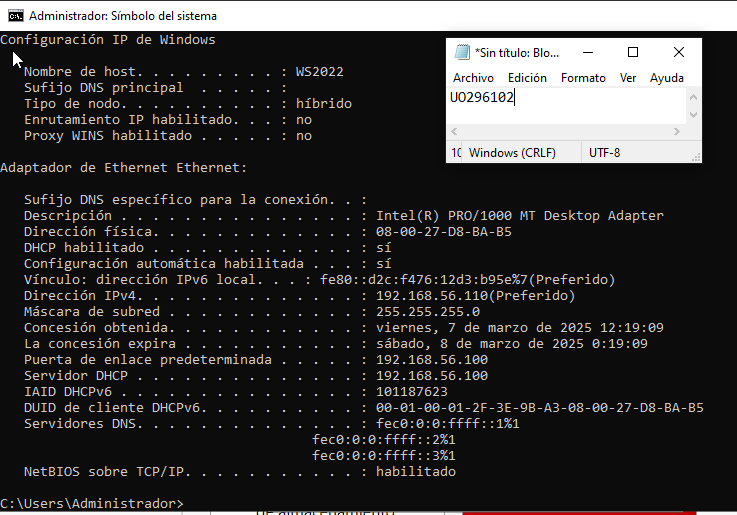 Administrador: Símbolo del sistema
Configuración IP de Windows
Nombre de host. . . . . . . . . : WS2022
Sufijo DNS principal  . . . . . :
Tipo de nodo. . . . . . . . . . : híbrido
Enrutamiento IP habilitado. . . : no
Proxy WINS habilitado . . . . . : no
Adaptador de Ethernet Ethernet:
Sufijo DNS específico para la conexión. . :
Descripción . . . . . . . . . . . . . . . : Intel(R) PRO/1000 MT Desktop Adapter
Dirección física. . . . . . . . . . . . . : 08-00-27-D8-BA-B5
DHCP habilitado . . . . . . . . . . . . . : sí
Configuración automática habilitada . . . : sí
Vínculo: dirección IPv6 local. . . : fe80::d2c:f476:12d3:b95e%7(Preferido)
Dirección IPv4. . . . . . . . . . . . . . : 192.168.56.110(Preferido)
Máscara de subred . . . . . . . . . . . . : 255.255.255.0
Concesión obtenida. . . . . . . . . . . . : viernes, 7 de marzo de 2025 12:19:09
La concesión expira . . . . . . . . . . . : sábado, 8 de marzo de 2025 0:19:09
Puerta de enlace predeterminada . . . . . : 192.168.56.100
Servidor DHCP . . . . . . . . . . . . . . : 192.168.56.100
IAID DHCPv6 . . . . . . . . . . . . . . . : 101187623
DUID de cliente DHCPv6. . . . . . . . . . : 00-01-00-01-2F-3E-9B-A3-08-00-27-D8-BA-B5
Servidores DNS. . . . . . . . . . . . . . : fec0:0:0:ffff::1%1
fec0:0:0:ffff::2%1
fec0:0:0:ffff::3%1
NetBIOS sobre TCP/IP. . . . . . . . . . . : habilitado
C:\Users\Administrador>
*Sin título: Blo...
Archivo Edición Formato Ver Ayuda
UO296102
10 Windows (CRLF) UTF-8